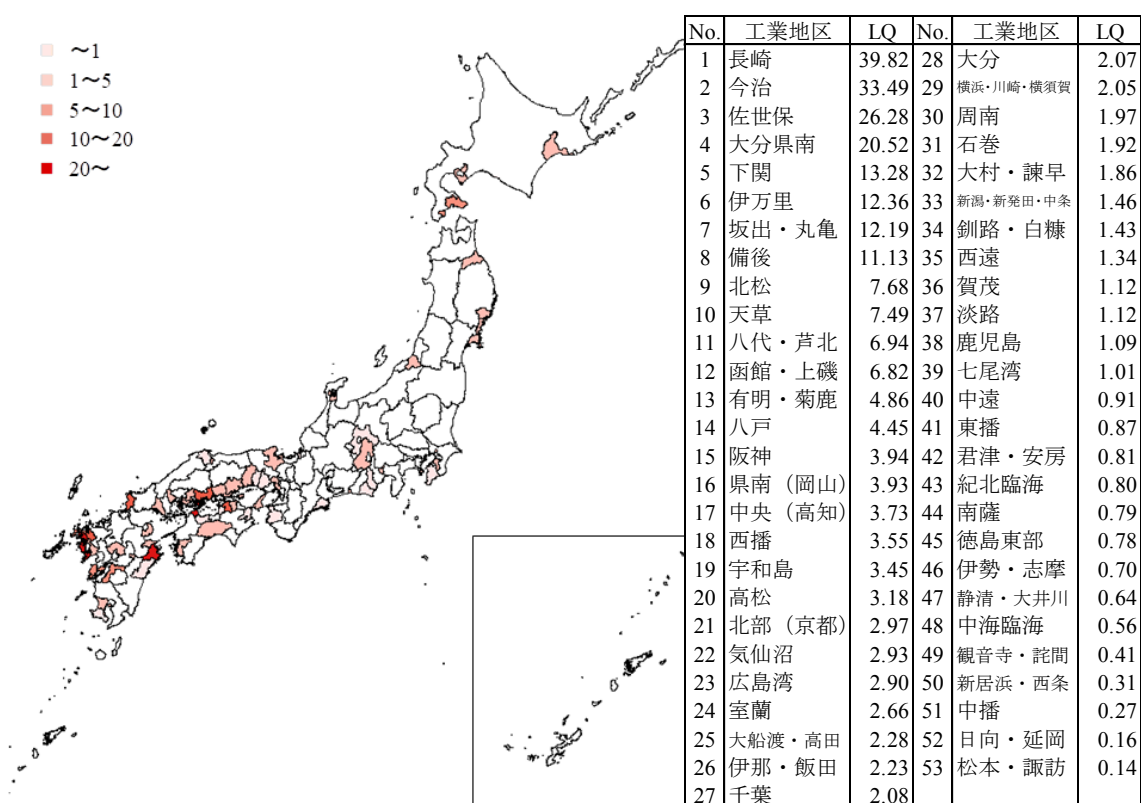 ~1
1~5
5~10
10~20
20~
No. 工業地区 LQ No. 工業地区 LQ
1 長崎 39.82 28 大分 2.07
2 今治 33.49 29 横浜・川崎・横須賀 2.05
3 佐世保 26.28 30 周南 1.97
4 大分県南 20.52 31 石巻 1.92
5 下関 13.28 32 大村・諫早 1.86
6 伊万里 12.36 33 新潟・新発田・中条 1.46
7 坂出・丸亀 12.19 34 釧路・白糠 1.43
8 備後 11.13 35 西遠 1.34
9 北松 7.68 36 賀茂 1.12
10 天草 7.49 37 淡路 1.12
11 八代・芦北 6.94 38 鹿児島 1.09
12 函館・上磯 6.82 39 七尾湾 1.01
13 有明・菊鹿 4.86 40 中遠 0.91
14 八戸 4.45 41 東播 0.87
15 阪神 3.94 42 君津・安房 0.81
16 県南（岡山） 3.93 43 紀北臨海 0.80
17 中央（高知） 3.73 44 南薩 0.79
18 西播 3.55 45 徳島東部 0.78
19 宇和島 3.45 46 伊勢・志摩 0.70
20 高松 3.18 47 静清・大井川 0.64
21 北部（京都） 2.97 48 中海臨海 0.56
22 気仙沼 2.93 49 観音寺・詫間 0.41
23 広島湾 2.90 50 新居浜・西条 0.31
24 室蘭 2.66 51 中播 0.27
25 大船渡・高田 2.28 52 日向・延岡 0.16
26 伊那・飯田 2.23 53 松本・諏訪 0.14
27 千葉 2.08